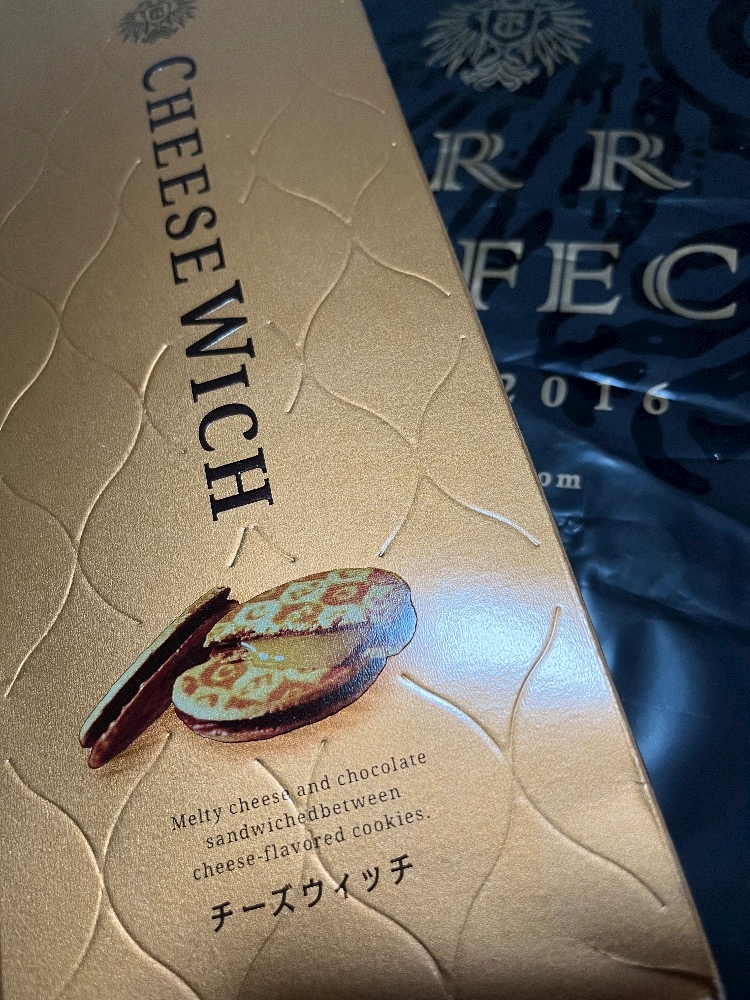 CHEESE WICH
Melty cheese and chocolate
sandwichedbetween
cheese-flavored cookies.
チーズウィッチ
R R
FEC
2016
om